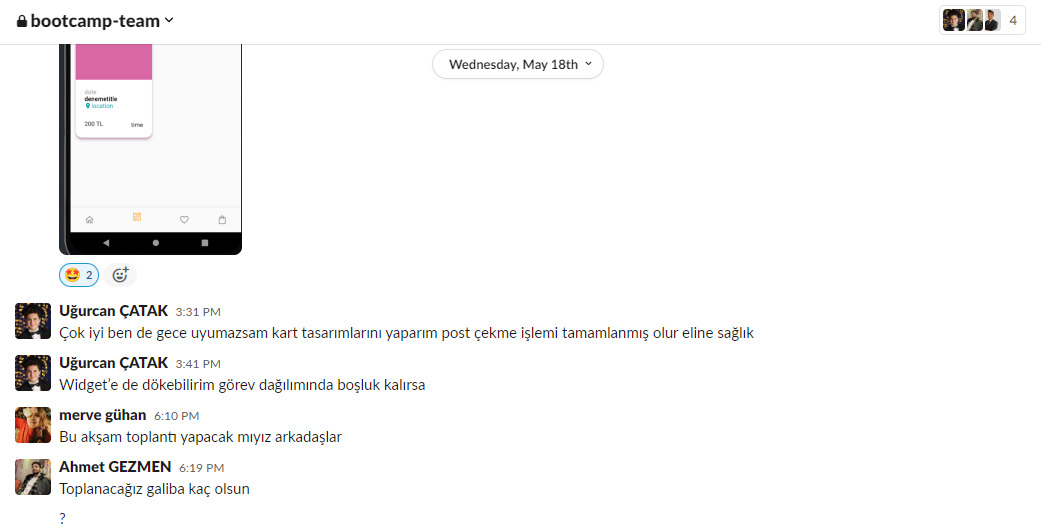 bootcamp-team
4
Wednesday, May 18th
date
denemetitle
location
200 TL time
2
Uğurcan ÇATAK 3:31 PM
Çok iyi ben de gece uyumazsam kart tasarımlarını yaparım post çekme işlemi tamamlanmış olur eline sağlık
Uğurcan ÇATAK 3:41 PM
Widget’e de dökebilirim görev dağılımında boşluk kalırsa
merve gühan 6:10 PM
Bu akşam toplantı yapacak mıyız arkadaşlar
Ahmet GEZMEN 6:19 PM
Toplanacağız galiba kaç olsun
?